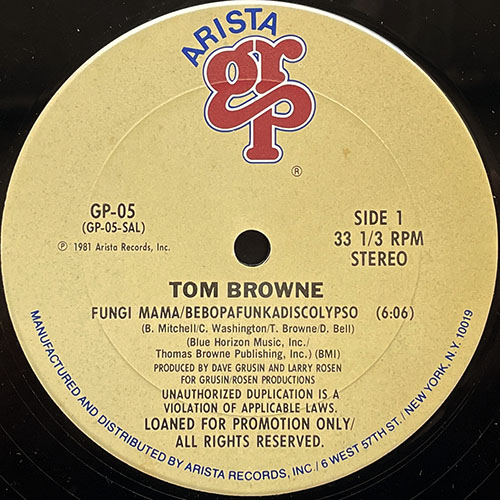 ARISTA
grp
®
GP-05
(GP-05-SAL)
℗ 1981 Arista Records, Inc.
SIDE 1
33 1/3 RPM
STEREO
TOM BROWNE
FUNGI MAMA/BEBOPAFUNKADISCOLYPSO (6:06)
(B. Mitchell/C. Washington/T. Browne/D. Bell)
(Blue Horizon Music, Inc./
Thomas Browne Publishing, Inc.) (BMI)
PRODUCED BY DAVE GRUSIN AND LARRY ROSEN
FOR GRUSIN/ROSEN PRODUCTIONS
UNAUTHORIZED DUPLICATION IS A
VIOLATION OF APPLICABLE LAWS.
LOANED FOR PROMOTION ONLY/
ALL RIGHTS RESERVED.
MANUFACTURED AND DISTRIBUTED BY ARISTA RECORDS, INC./6 WEST 57TH ST./NEW YORK, N.Y. 10019